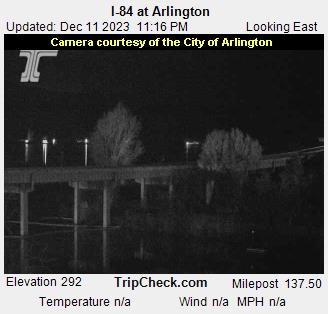 I-84 at Arlington
Updated: Dec 11 2023 11:16 PM Looking East
Camera courtesy of the City of Arlington
Elevation 292 TripCheck.com Milepost 137.50
Temperature n/a Wind n/a MPH n/a